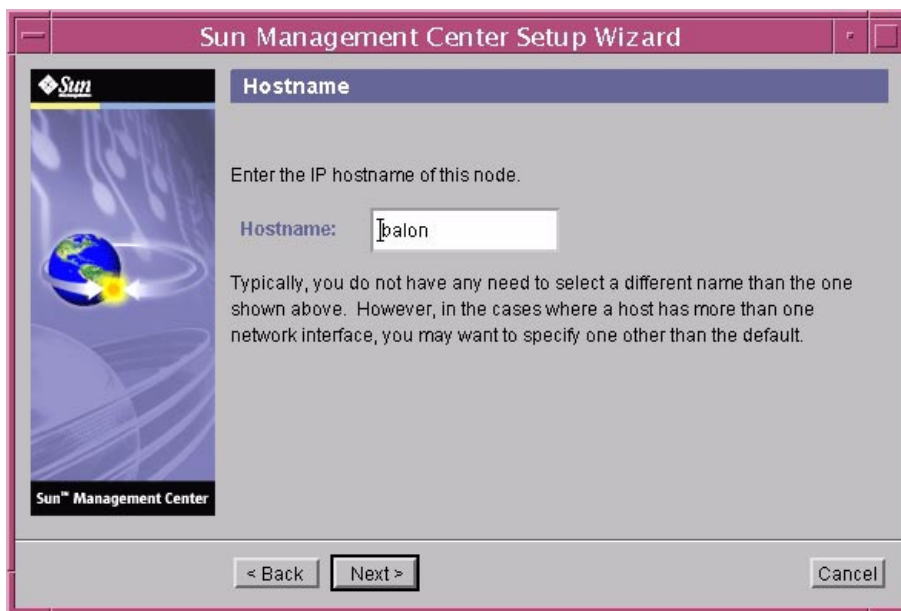 Sun Management Center Setup Wizard
Sun
Hostname
Enter the IP hostname of this node.
Hostname: balon
Typically, you do not have any need to select a different name than the one
shown above. However, in the cases where a host has more than one
network interface, you may want to specify one other than the default.
Sun™ Management Center
< Back Next > Cancel